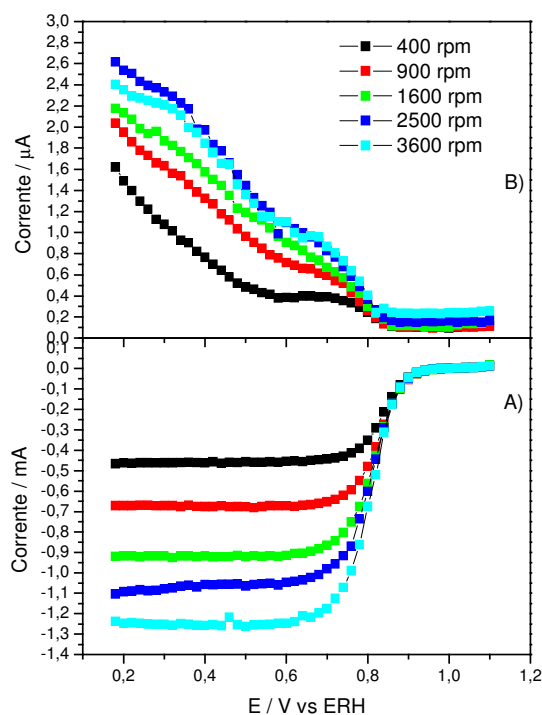 3,0
2,8
2,6
2,4
2,2
2,0
1,8
1,6
1,4
1,2
1,0
0,8
0,6
0,4
0,2
0,0
Corrente / μA
400 rpm
900 rpm
1600 rpm
2500 rpm
3600 rpm
B)
0,1
0,0
-0,1
-0,2
-0,3
-0,4
-0,5
-0,6
-0,7
-0,8
-0,9
-1,0
-1,1
-1,2
-1,3
-1,4
Corrente / mA
A)
0,2 0,4 0,6 0,8 1,0 1,2
E / V vs ERH